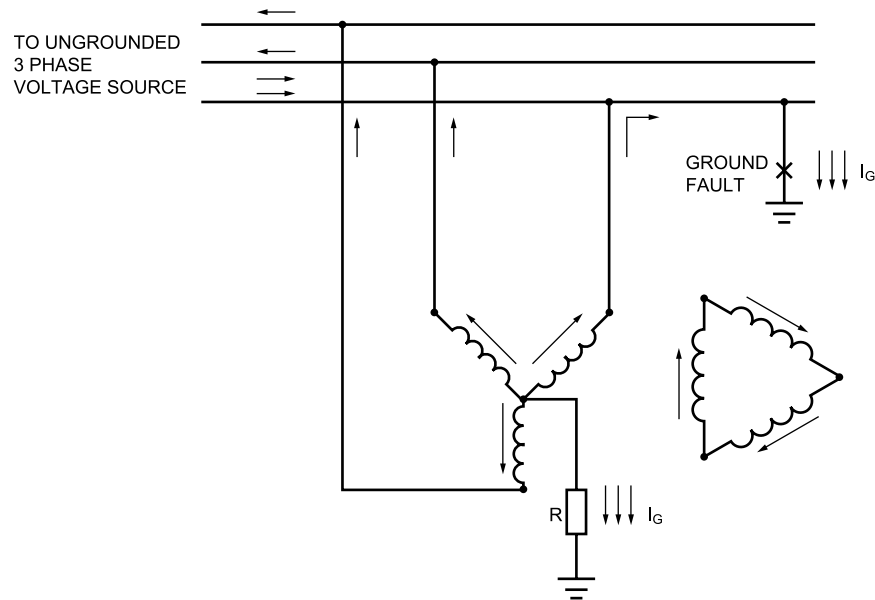 TO UNGROUNDED
3 PHASE
VOLTAGE SOURCE
GROUND
FAULT
IG
R
IG